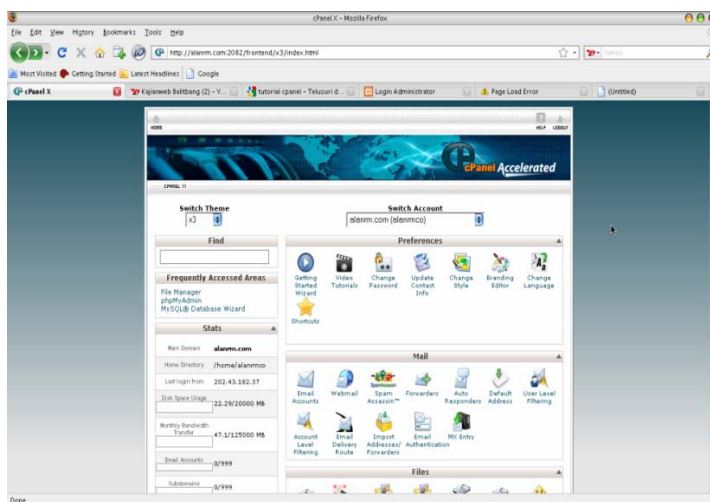 cPanel X - Mozilla Firefox
File Edit View History Bookmarks Tools Help
http://alanrm.com:2082/frontend/x3/index.html
Yahoo
Most Visited Getting Started Latest Headlines Google
cPanel X
Kajianweb Balitbang (2) - Y...
tutorial cpanel - Telusuri d...
Login Administrator
Page Load Error
(Untitled)
HOME
HELP LOGOUT
cPanel Accelerated
CPANEL 11
Switch Theme
x3
Switch Account
alanrm.com (alanrmco)
Find
Frequently Accessed Areas
File Manager
phpMyAdmin
MySQL® Database Wizard
Stats
Main Domain alanrm.com
Home Directory /home/alanrmco
Last login from 202.43.182.37
Disk Space Usage 22.29/20000 MB
Monthly Bandwidth
Transfer 47.1/125000 MB
Email Accounts 0/999
Subdomains 0/999
Preferences
Getting Started Wizard
Video Tutorials
Change Password
Update Contact Info
Change Style
Branding Editor
Change Language
Shortcuts
Mail
Email Accounts
Webmail
Spam Assassin™
Forwarders
Auto Responders
Default Address
User Level Filtering
Account Level Filtering
Email Delivery Route
Import Addresses/ Forwarders
Email Authentication
MX Entry
Files
Done